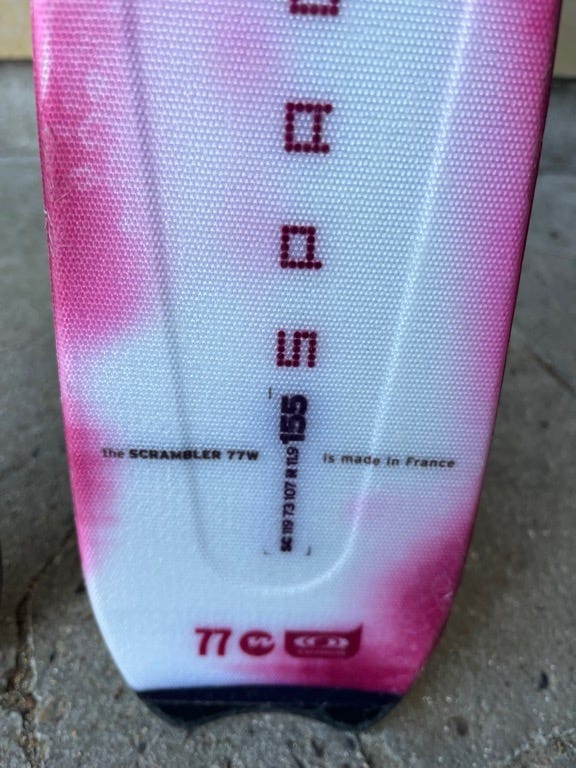 155
SC 119 73 107 R 11.9
the SCRAMBLER 77W is made in France
77 W